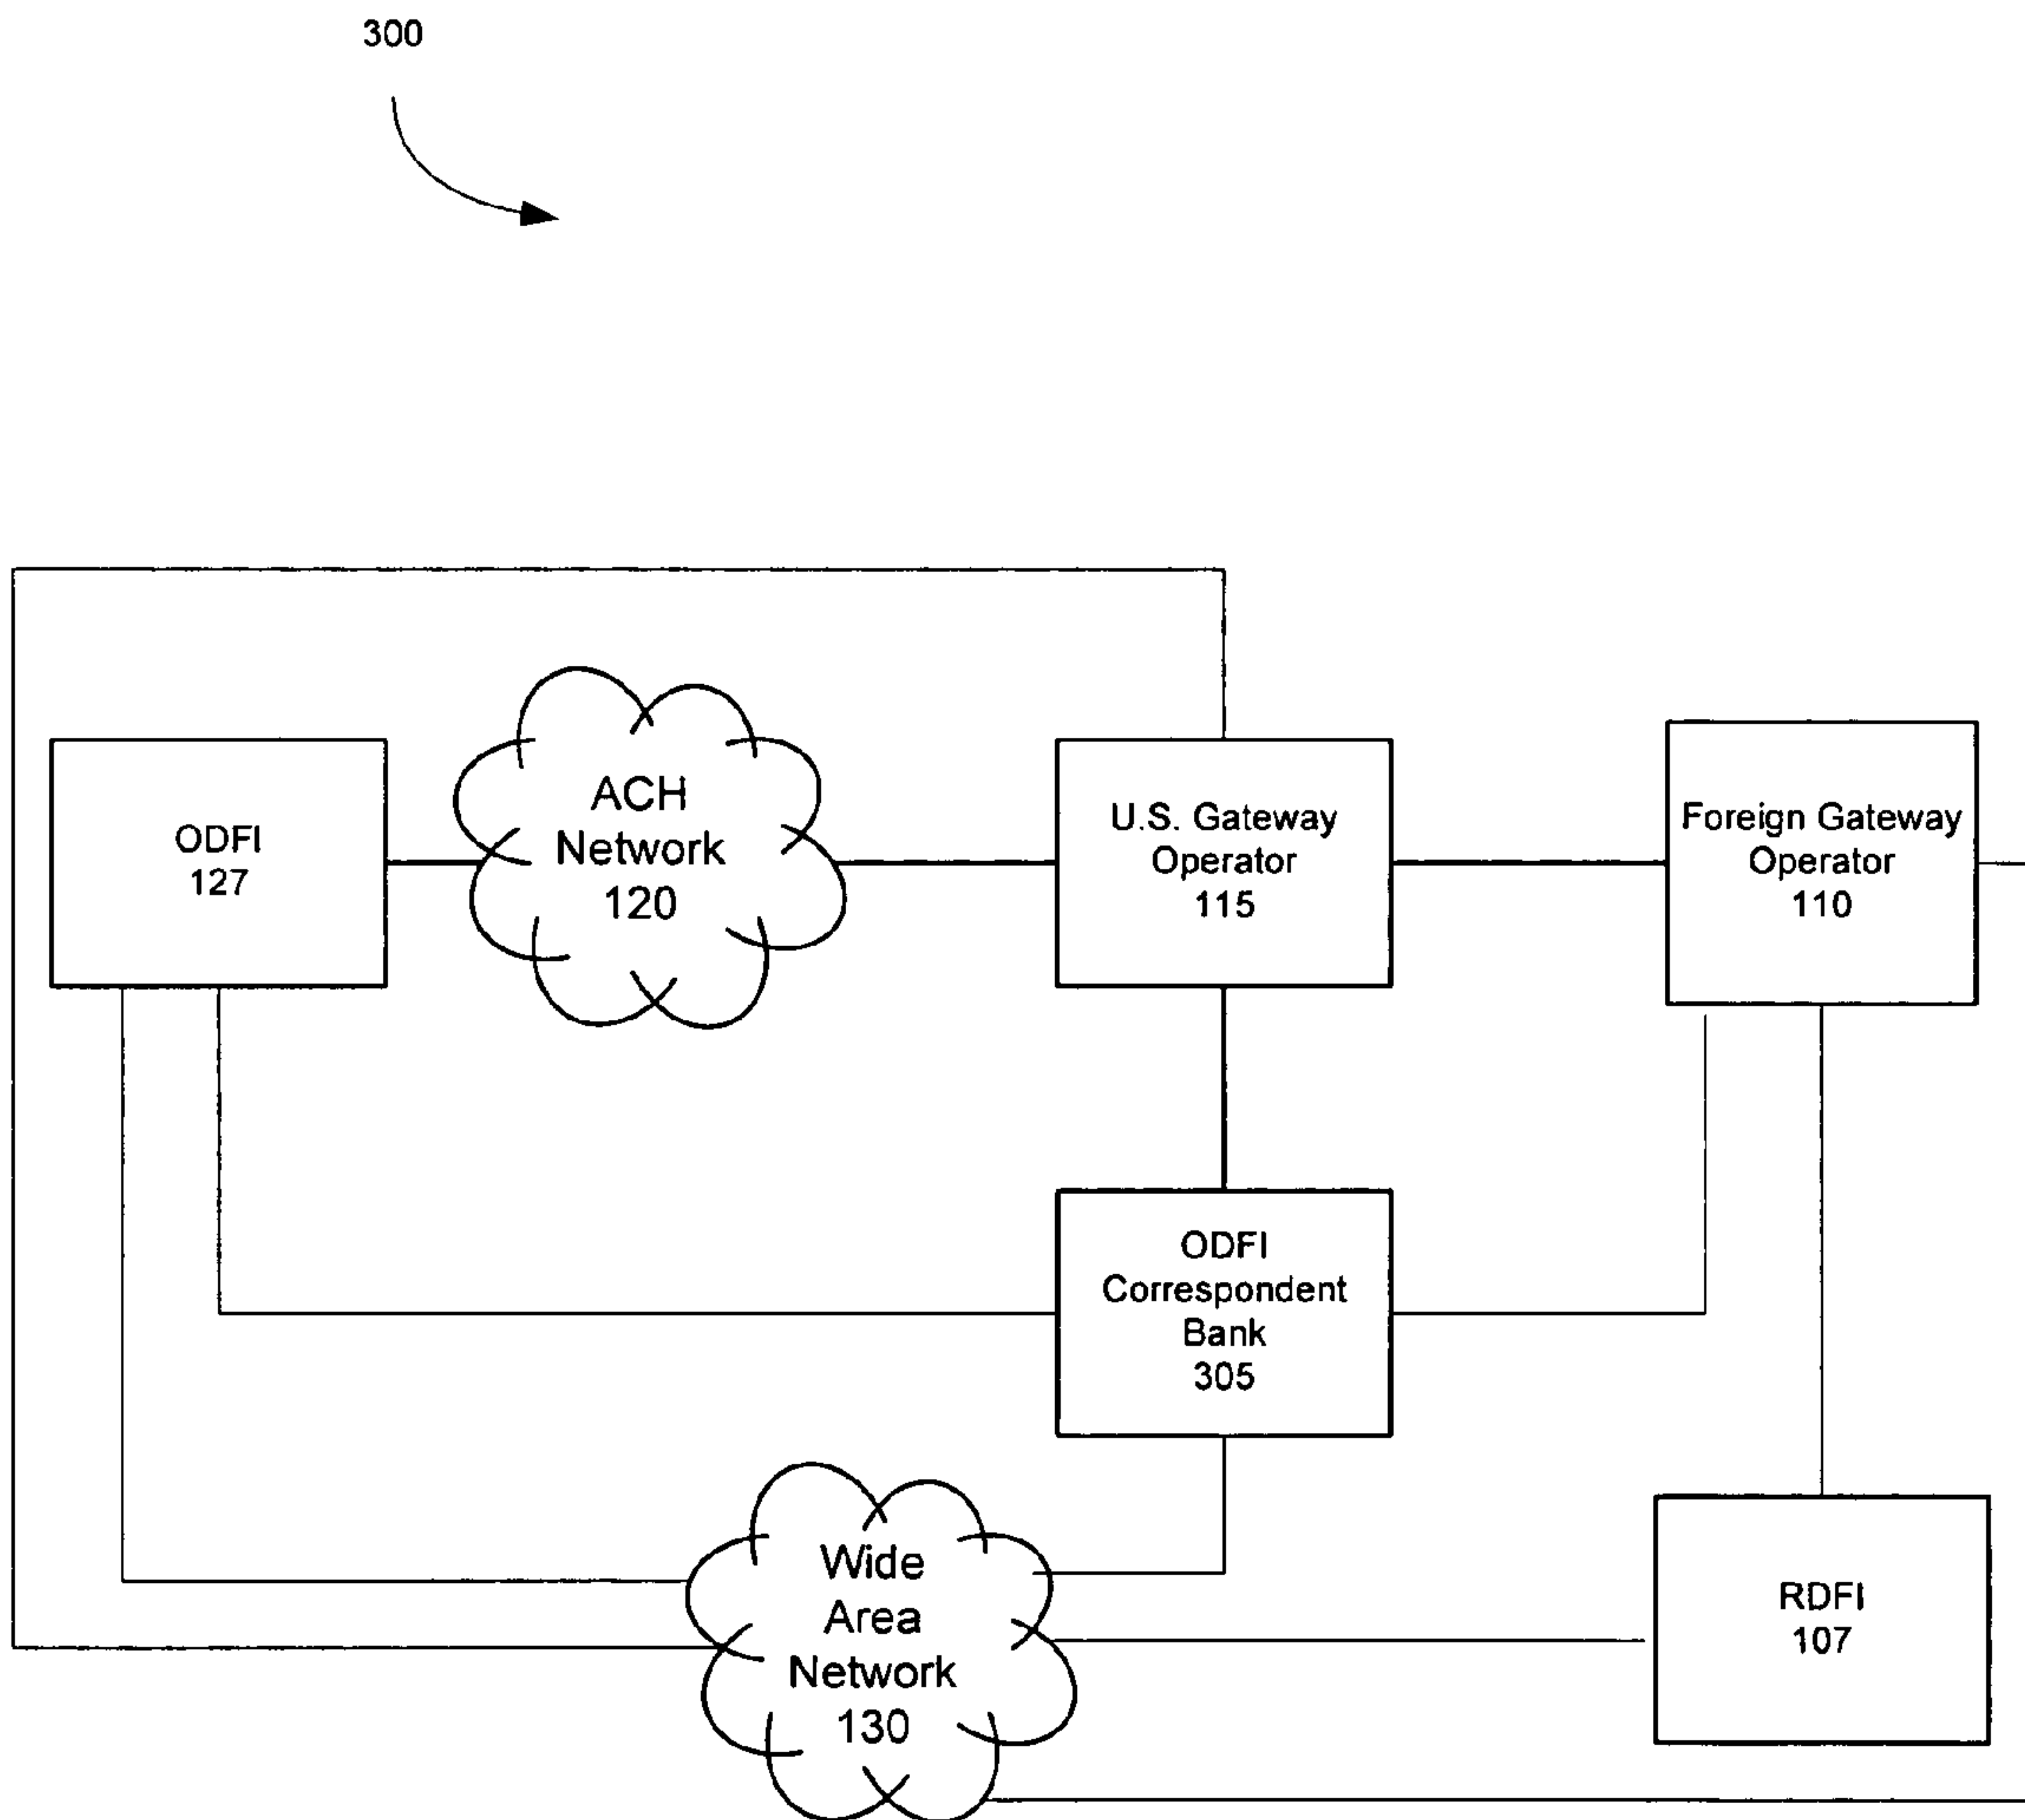 300
ODFI
127
ACH
Network
120
U.S. Gateway
Operator
115
Foreign Gateway
Operator
110
ODFI
Correspondent
Bank
305
Wide
Area
Network
130
RDFI
107